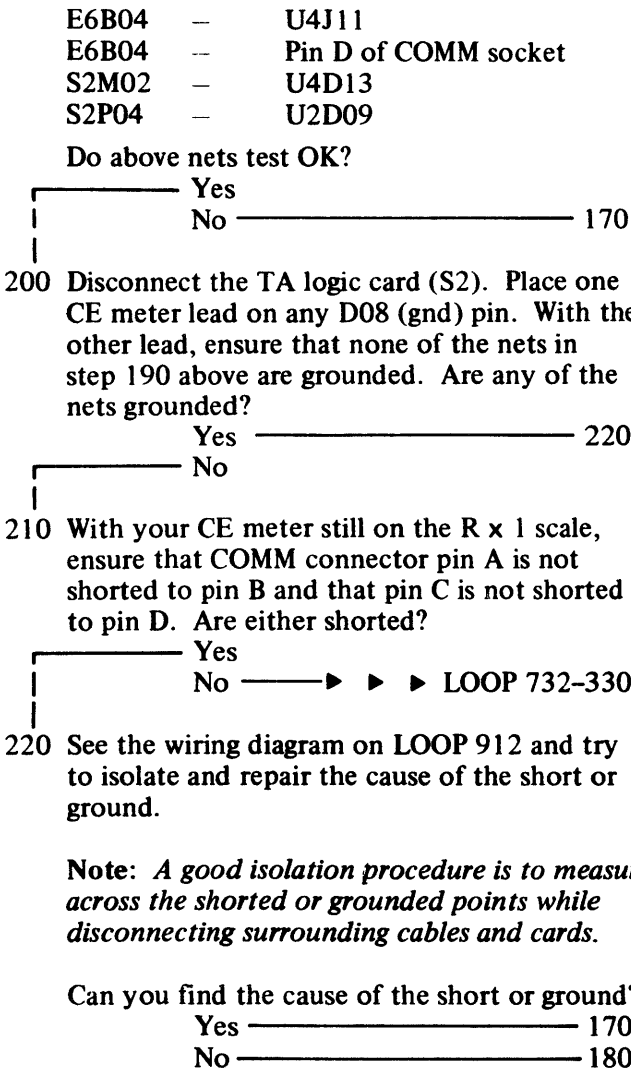 E6B04 – U4J11
E6B04 – Pin D of COMM socket
S2M02 – U4D13
S2P04 – U2D09
Do above nets test OK?
Yes
No 170
200 Disconnect the TA logic card (S2). Place one
CE meter lead on any D08 (gnd) pin. With the
other lead, ensure that none of the nets in
step 190 above are grounded. Are any of the
nets grounded?
Yes 220
No
210 With your CE meter still on the R x 1 scale,
ensure that COMM connector pin A is not
shorted to pin B and that pin C is not shorted
to pin D. Are either shorted?
Yes
No ► ► ► LOOP 732–330
220 See the wiring diagram on LOOP 912 and try
to isolate and repair the cause of the short or
ground.
Note: A good isolation procedure is to measu
across the shorted or grounded points while
disconnecting surrounding cables and cards.
Can you find the cause of the short or ground?
Yes 170
No 180